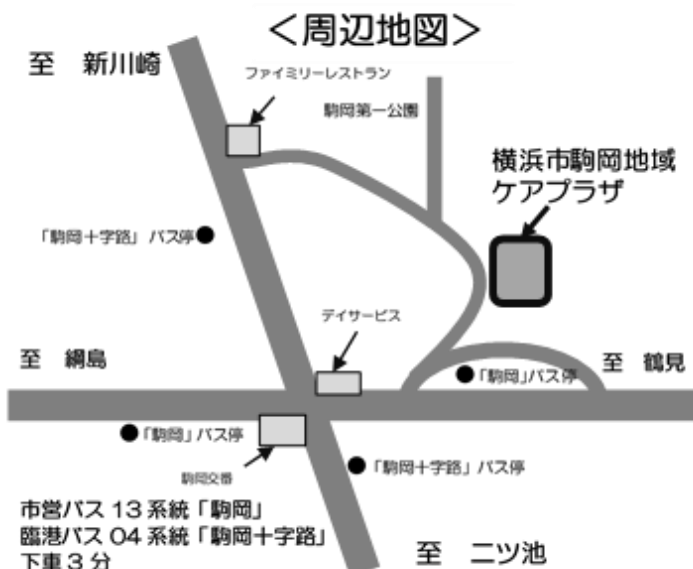 ＜周辺地図＞
至 新川崎
ファイミリーレストラン
駒岡第一公園
横浜市駒岡地域
ケアプラザ
「駒岡十字路」バス停
デイサービス
至 綱島
至 鶴見
「駒岡」バス停
「駒岡」バス停
駒岡交番
「駒岡十字路」バス停
市営バス 13 系統「駒岡」
臨港バス 04 系統「駒岡十字路」
下車 3 分
至 二ツ池